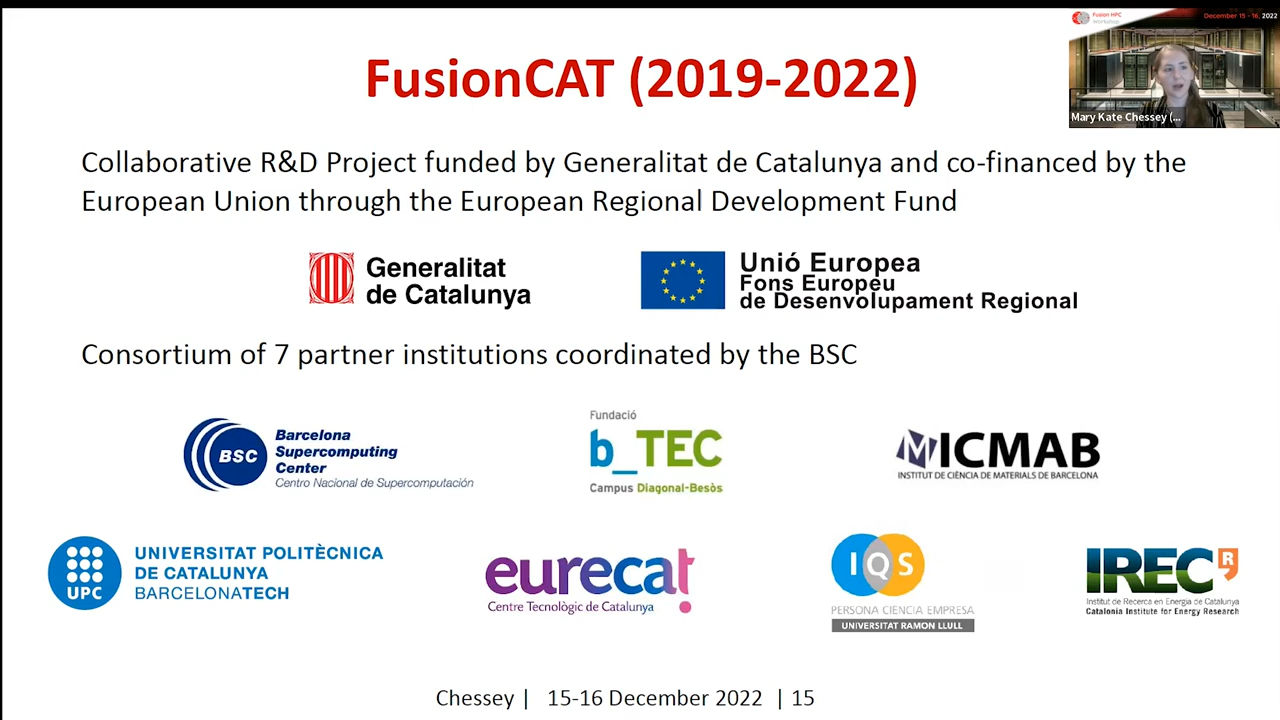 Fusion HPC
Workshop
December 15 - 16, 2022
Mary Kate Chessey (...
FusionCAT (2019-2022)
Collaborative R&D Project funded by Generalitat de Catalunya and co-financed by the
European Union through the European Regional Development Fund
Generalitat
de Catalunya
Unió Europea
Fons Europeu
de Desenvolupament Regional
Consortium of 7 partner institutions coordinated by the BSC
BSC
Barcelona
Supercomputing
Center
Centro Nacional de Supercomputación
Fundació
b_TEC
Campus Diagonal-Besòs
ICMAB
INSTITUT DE CIÈNCIA DE MATERIALS DE BARCELONA
UPC
UNIVERSITAT POLITÈCNICA
DE CATALUNYA
BARCELONATECH
eurecat
Centre Tecnològic de Catalunya
IQS
PERSONA CIÈNCIA EMPRESA
UNIVERSITAT RAMON LLULL
IREC R
Institut de Recerca en Energia de Catalunya
Catalonia Institute for Energy Research
Chessey | 15-16 December 2022 | 15